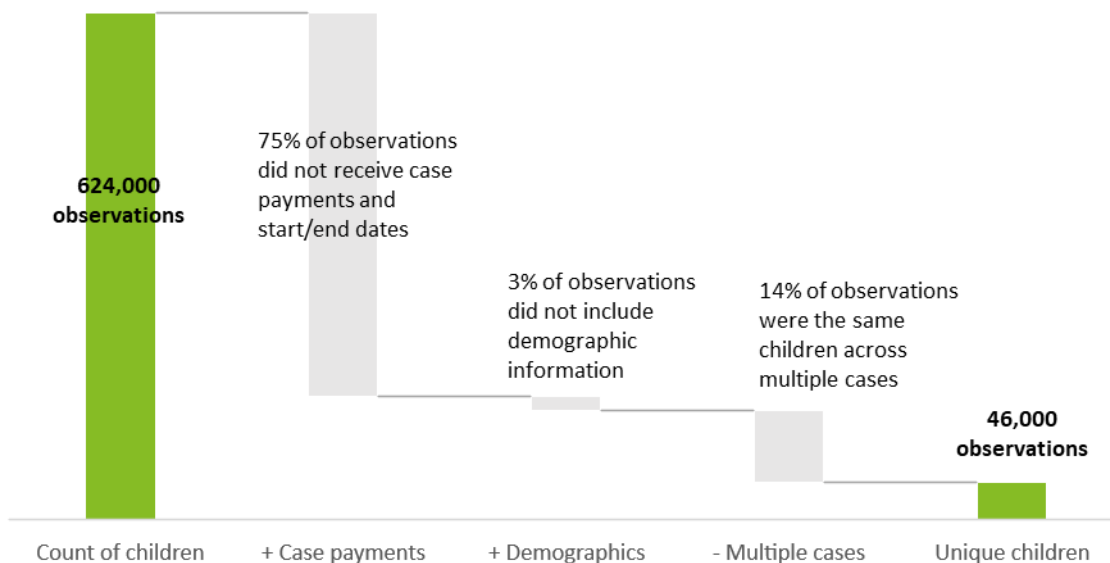 624,000
observations
75% of observations
did not receive case
payments and
start/end dates
3% of observations
did not include
demographic
information
14% of observations
were the same
children across
multiple cases
46,000
observations
Count of children
+ Case payments
+ Demographics
- Multiple cases
Unique children